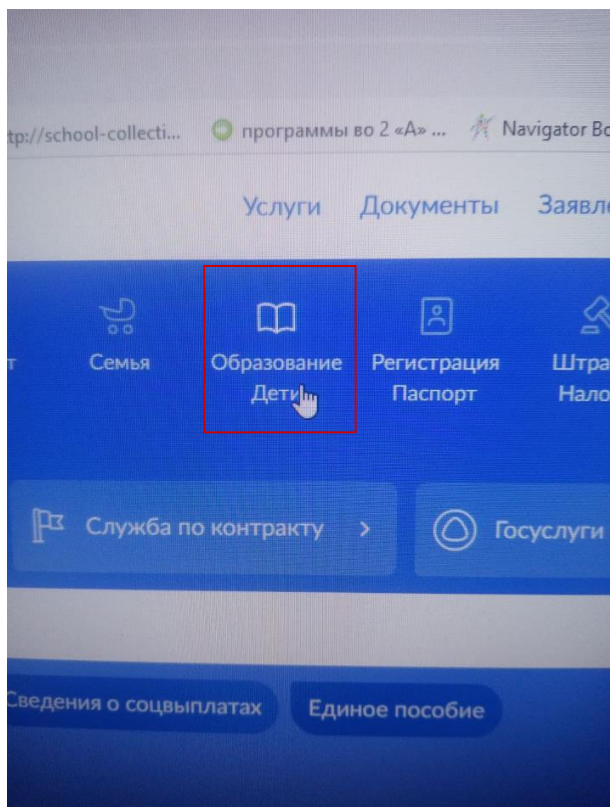 tp://school-collecti... программы во 2 «А» ... Navigator Bo
Услуги Документы Заявле
т Семья Образование Регистрация Штра
Дети Паспорт Нало
Служба по контракту Госуслуги
Сведения о соцвыплатах Единое пособие